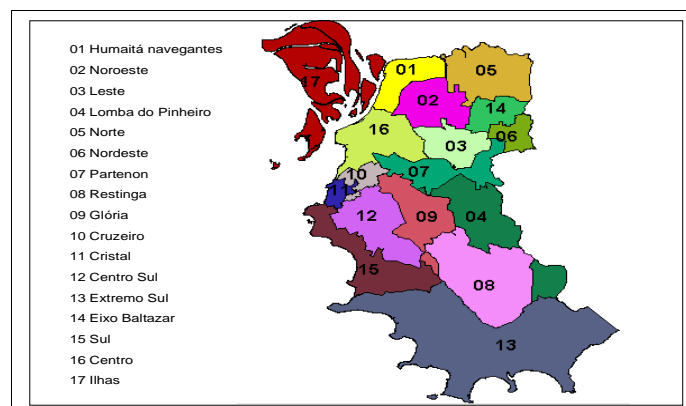 01 Humaitá navegantes
02 Noroeste
03 Leste
04 Lomba do Pinheiro
05 Norte
06 Nordeste
07 Partenon
08 Restinga
09 Glória
10 Cruzeiro
11 Cristal
12 Centro Sul
13 Extremo Sul
14 Eixo Baltazar
15 Sul
16 Centro
17 Ilhas
17
01
05
02
14
16
06
03
10
07
11
12
09
04
15
08
13